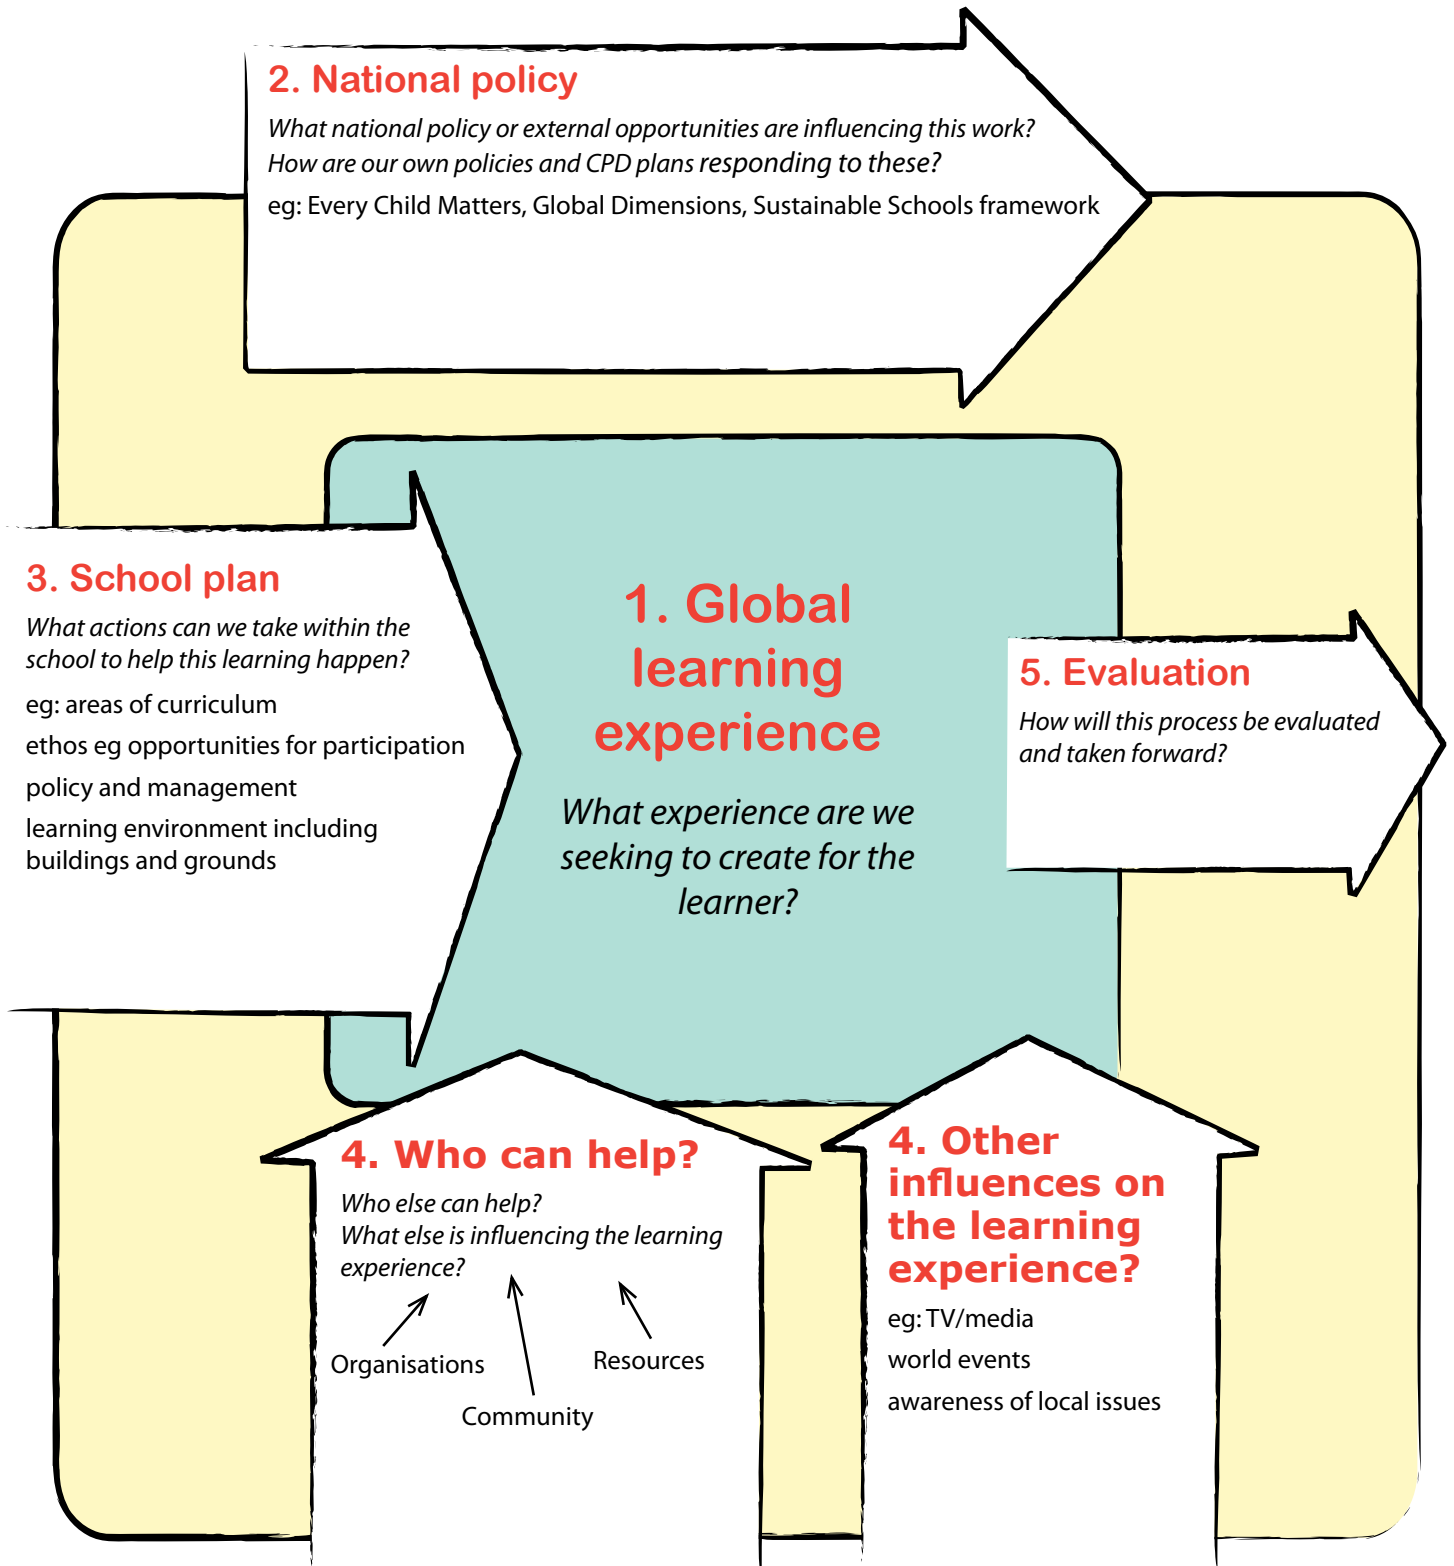 2. National policy
What national policy or external opportunities are influencing this work?
How are our own policies and CPD plans responding to these?
eg: Every Child Matters, Global Dimensions, Sustainable Schools framework
3. School plan
What actions can we take within the
school to help this learning happen?
eg: areas of curriculum
ethos eg opportunities for participation
policy and management
learning environment including
buildings and grounds
1. Global
learning
experience
What experience are we
seeking to create for the
learner?
5. Evaluation
How will this process be evaluated
and taken forward?
4. Who can help?
Who else can help?
What else is influencing the learning
experience?
Organisations
Resources
Community
4. Other
influences on
the learning
experience?
eg: TV/media
world events
awareness of local issues